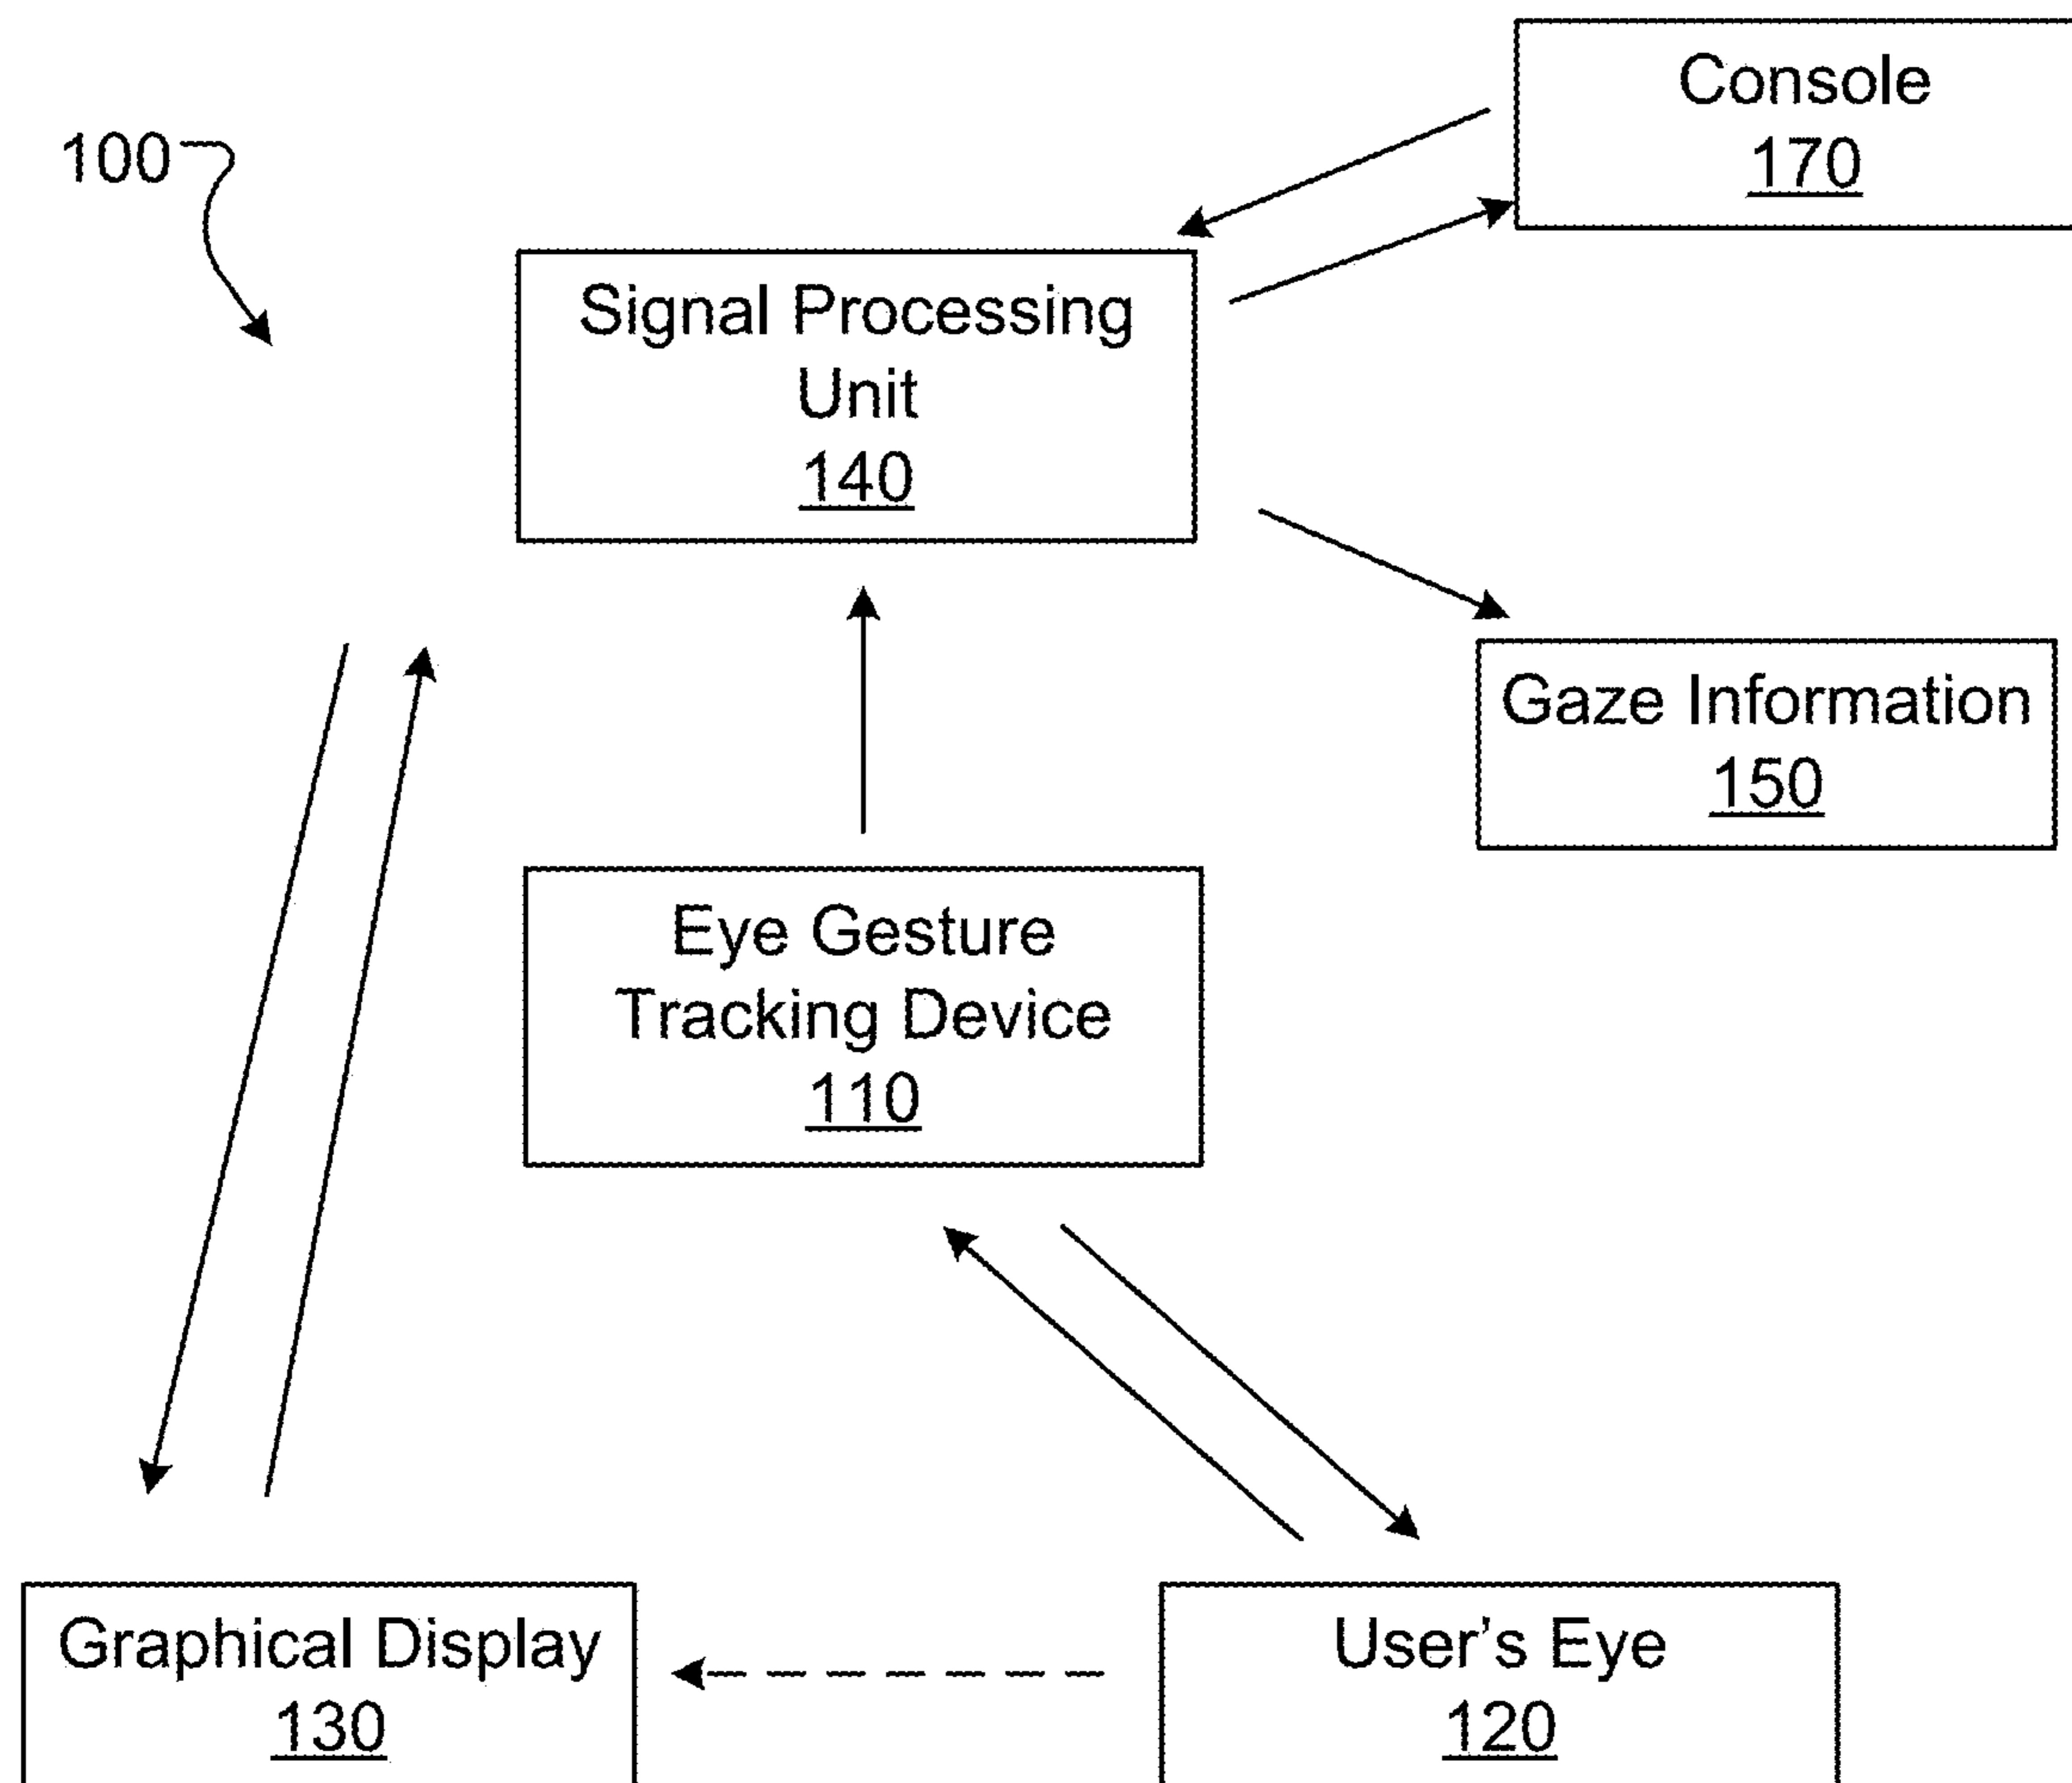 Console
170
100
Signal Processing
Unit
140
Gaze Information
150
Eye Gesture
Tracking Device
110
Graphical Display
130
User's Eye
120